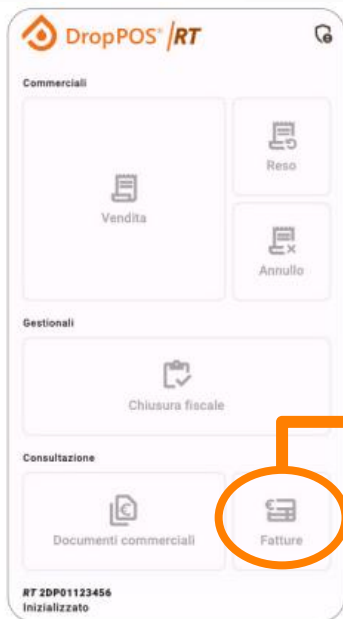 DropPOS® /RT
Commerciali
Vendita
Reso
Annullo
Gestionali
Chiusura fiscale
Consultazione
Documenti commerciali
Fatture
RT 2DP01123456
Inizializzato